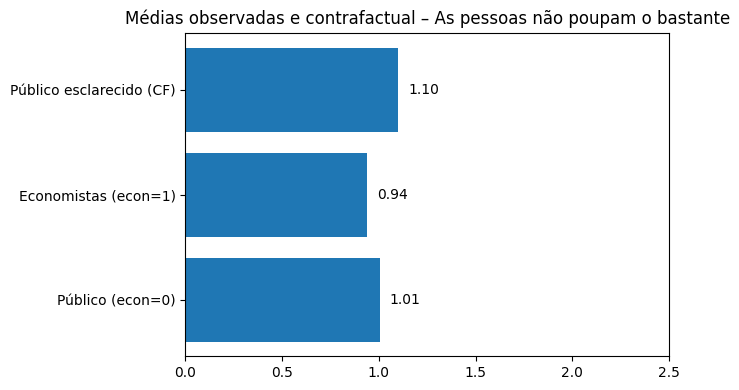 Médias observadas e contrafactual – As pessoas não poupam o bastante
Público esclarecido (CF)
1.10
Economistas (econ=1)
0.94
Público (econ=0)
1.01
0.0 0.5 1.0 1.5 2.0 2.5